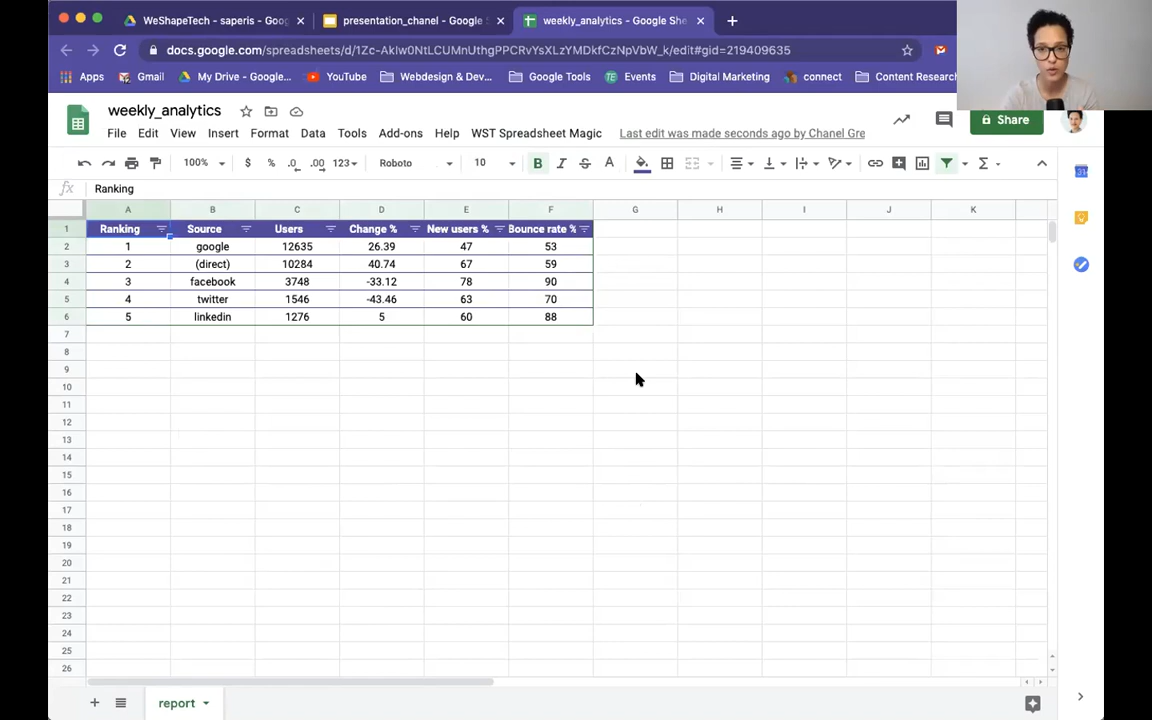 WeShapeTech - saperis - Goog
presentation_chanel - Google S
weekly_analytics - Google She
docs.google.com/spreadsheets/d/1Zc-AkIw0NtLCUMnUthgPPCRvYsXLzYMDkfCzNpVbW_k/edit#gid=219409635
Apps Gmail My Drive - Google... YouTube Webdesign & Dev... Google Tools Events Digital Marketing connect Content Researc
weekly_analytics
File Edit View Insert Format Data Tools Add-ons Help WST Spreadsheet Magic Last edit was made seconds ago by Chanel Gre
Share
100% $ % .0 .00 123 Roboto 10 B I S A
fx Ranking
A B C D E F G H I J K
1 Ranking Source Users Change % New users % Bounce rate %
2 1 google 12635 26.39 47 53
3 2 (direct) 10284 40.74 67 59
4 3 facebook 3748 -33.12 78 90
5 4 twitter 1546 -43.46 63 70
6 5 linkedin 1276 5 60 88
7
8
9
10
11
12
13
14
15
16
17
18
19
20
21
22
23
24
25
26
report